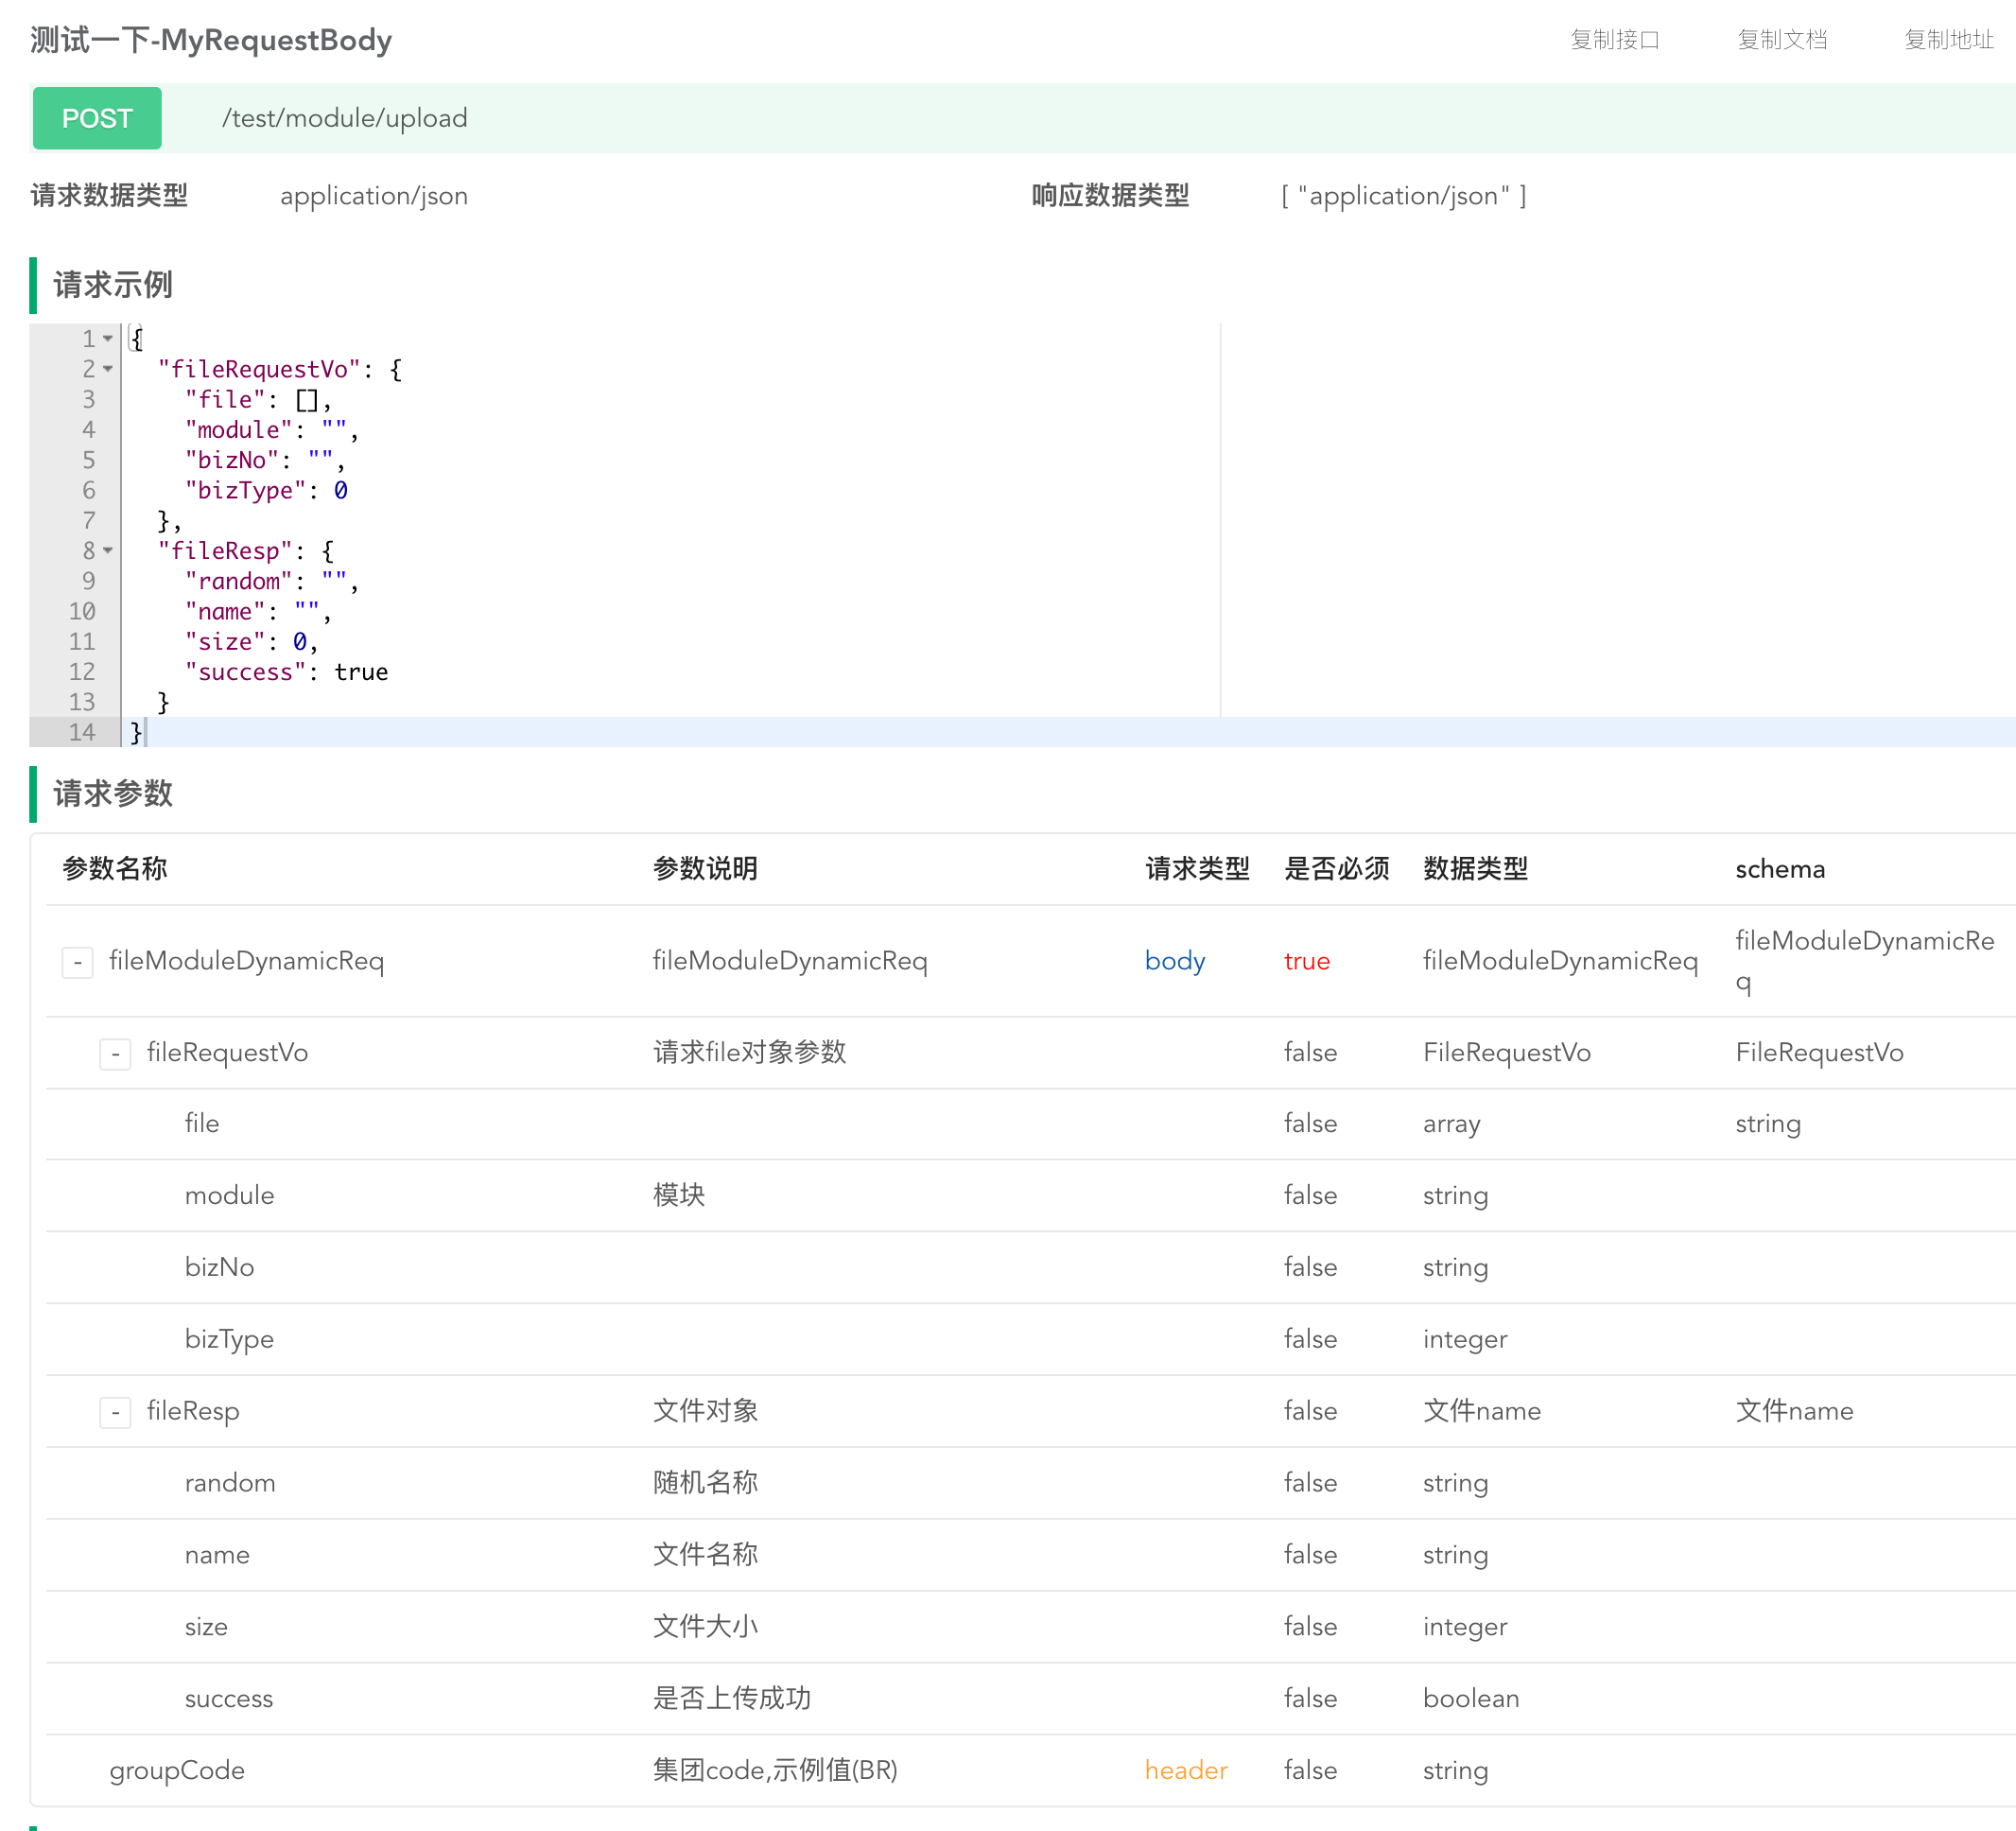 测试一下-MyRequestBody 复制接口 复制文档 复制地址
POST /test/module/upload
请求数据类型 application/json 响应数据类型 [ "application/json" ]
请求示例
1 {
2 "fileRequestVo": {
3 "file": [],
4 "module": "",
5 "bizNo": "",
6 "bizType": 0
7 },
8 "fileResp": {
9 "random": "",
10 "name": "",
11 "size": 0,
12 "success": true
13 }
14 }
请求参数
参数名称 参数说明 请求类型 是否必须 数据类型 schema
- fileModuleDynamicReq fileModuleDynamicReq body true fileModuleDynamicReq fileModuleDynamicRe
q
- fileRequestVo 请求file对象参数 false FileRequestVo FileRequestVo
file false array string
module 模块 false string
bizNo false string
bizType false integer
- fileResp 文件对象 false 文件name 文件name
random 随机名称 false string
name 文件名称 false string
size 文件大小 false integer
success 是否上传成功 false boolean
groupCode 集团code,示例值(BR) header false string